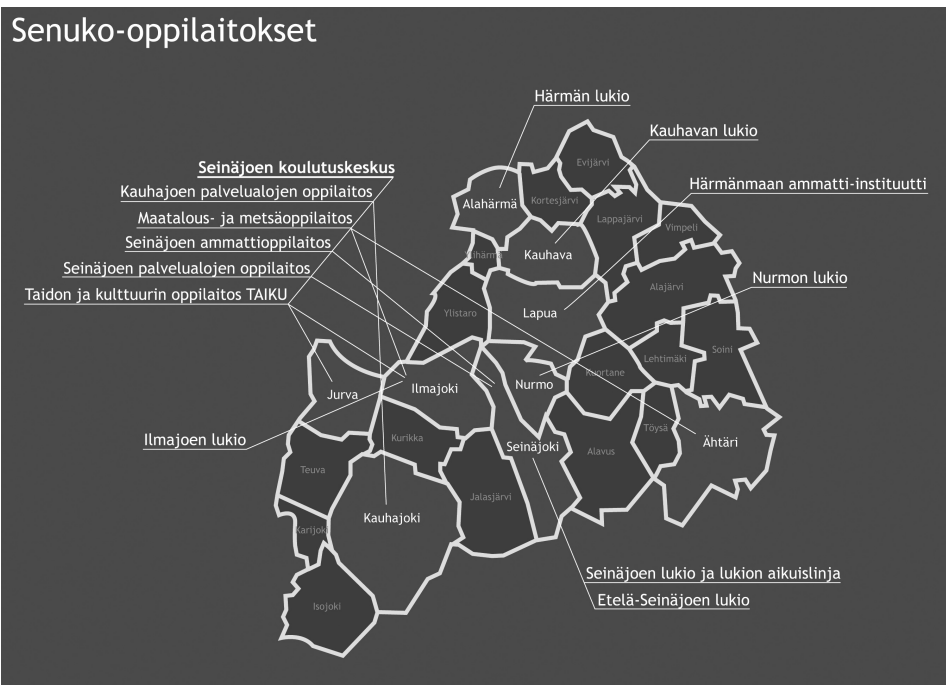 Senuko-oppilaitokset
Härmän lukio
Kauhavan lukio
Seinäjoen koulutuskeskus
Kauhajoen palvelualojen oppilaitos
Härmänmaan ammatti-instituutti
Maatalous- ja metsäoppilaitos
Seinäjoen ammattioppilaitos
Seinäjoen palvelualojen oppilaitos
Nurmon lukio
Taidon ja kulttuurin oppilaitos TAIKU
Evijärvi
Alahärmä
Kortesjärvi
Lappajärvi
Vimpeli
Ylihärmä
Kauhava
Alajärvi
Ylistaro
Lapua
Soini
Lehtimäki
Kuortane
Jurva
Ilmajoki
Nurmo
Ilmajoen lukio
Kurikka
Seinäjoki
Alavus
Töysä
Ähtäri
Teuva
Jalasjärvi
Kauhajoki
Karijoki
Isojoki
Seinäjoen lukio ja lukion aikuislinja
Etelä-Seinäjoen lukio